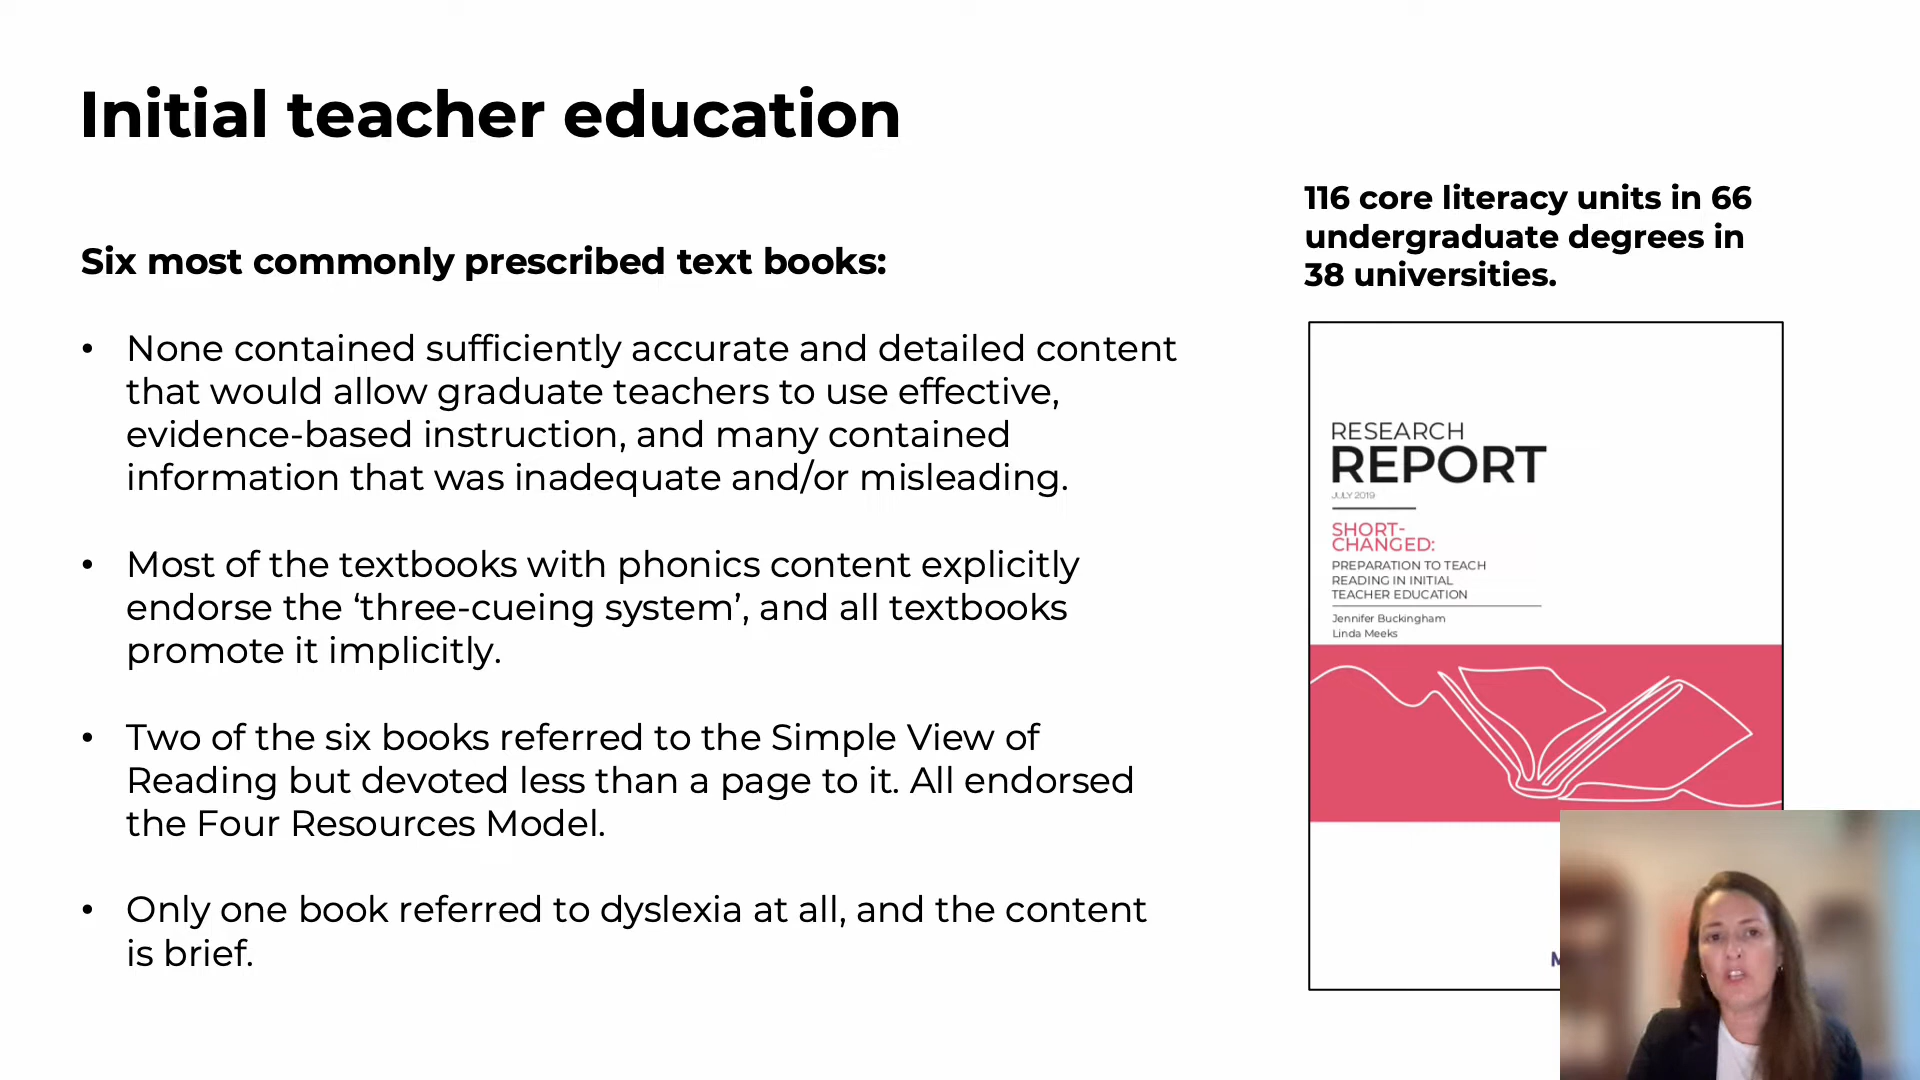 Initial teacher education
Six most commonly prescribed text books:
• None contained sufficiently accurate and detailed content
that would allow graduate teachers to use effective,
evidence-based instruction, and many contained
information that was inadequate and/or misleading.
• Most of the textbooks with phonics content explicitly
endorse the ‘three-cueing system’, and all textbooks
promote it implicitly.
• Two of the six books referred to the Simple View of
Reading but devoted less than a page to it. All endorsed
the Four Resources Model.
• Only one book referred to dyslexia at all, and the content
is brief.
116 core literacy units in 66
undergraduate degrees in
38 universities.
RESEARCH
REPORT
JULY 2019
SHORT-
CHANGED:
PREPARATION TO TEACH
READING IN INITIAL
TEACHER EDUCATION
Jennifer Buckingham
Linda Meeks